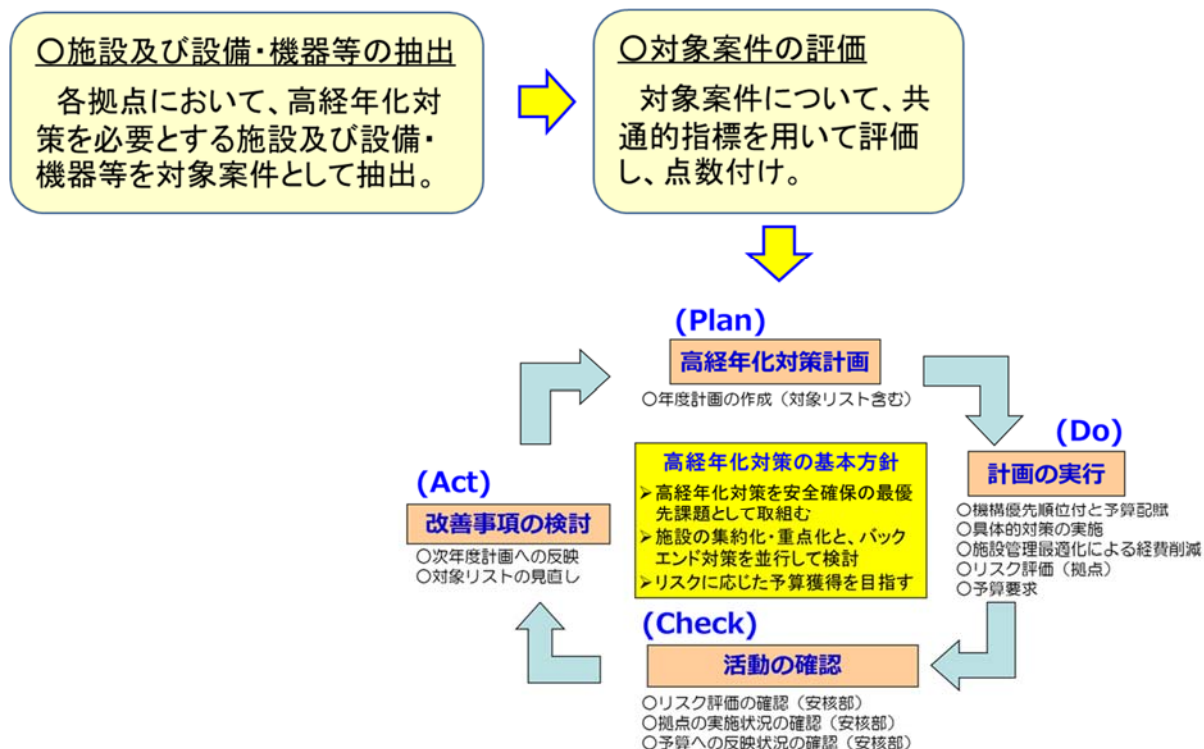 ○施設及び設備・機器等の抽出
各拠点において、高経年化対
策を必要とする施設及び設備・
機器等を対象案件として抽出。
○対象案件の評価
対象案件について、共
通的指標を用いて評価
し、点数付け。
(Plan)
高経年化対策計画
○年度計画の作成（対象リスト含む）
(Do)
計画の実行
○機構優先順位付と予算配賦
○具体的対策の実施
○施設管理最適化による経費削減
○リスク評価（拠点）
○予算要求
高経年化対策の基本方針
➢高経年化対策を安全確保の最優
先課題として取組む
➢施設の集約化・重点化と、バック
エンド対策を並行して検討
➢リスクに応じた予算獲得を目指す
(Act)
改善事項の検討
○次年度計画への反映
○対象リストの見直し
(Check)
活動の確認
○リスク評価の確認（安核部）
○拠点の実施状況の確認（安核部）
○予算への反映状況の確認（安核部）